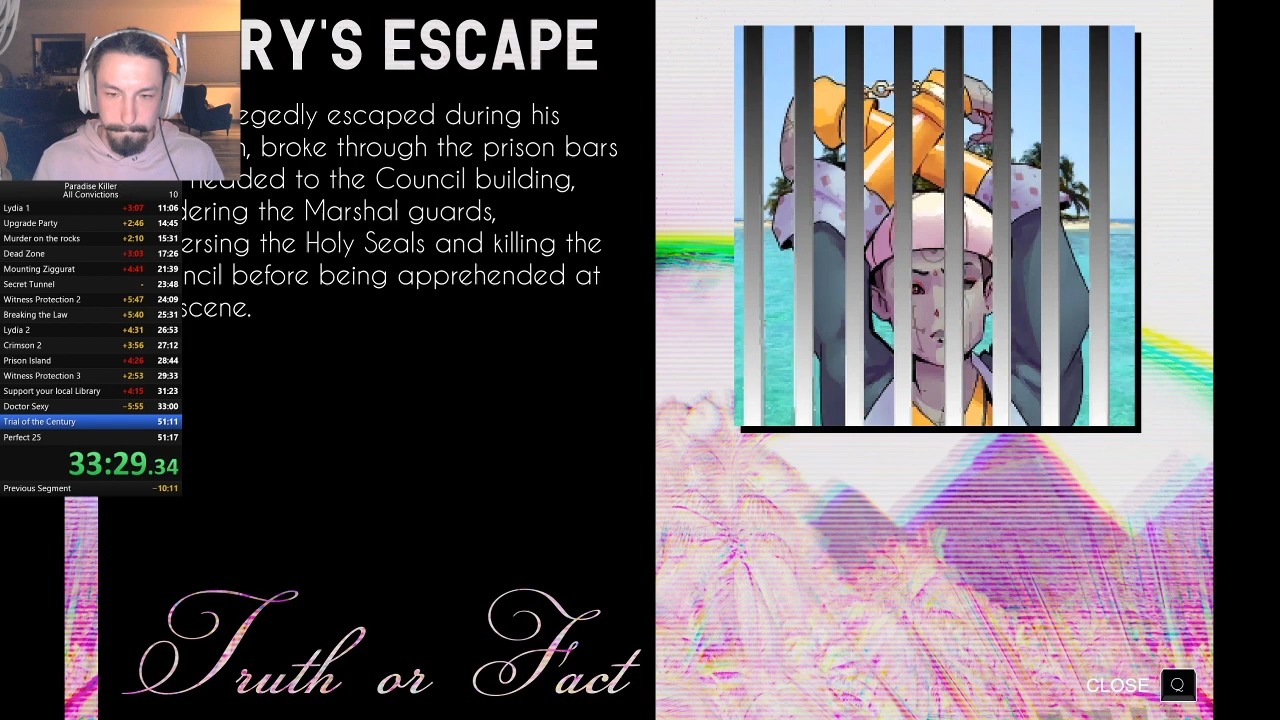 RY'S ESCAPE
egedly escaped during his
, broke through the prison bars
headed to the Council building,
dering the Marshal guards,
ersing the Holy Seals and killing the
ncil before being apprehended at
scene.
Paradise Killer
All Convictions 10
Lydia 1 +3:07 11:06
Upgrade Party +2:46 14:45
Murder on the rocks +2:10 15:31
Dead Zone +3:03 17:26
Mounting Ziggurat +4:41 21:39
Secret Tunnel - 23:48
Witness Protection 2 +5:47 24:09
Breaking the Law +5:40 25:31
Lydia 2 +4:31 26:53
Crimson 2 +3:56 27:12
Prison Island +4:26 28:44
Witness Protection 3 +2:53 29:33
Support your local Library +4:15 31:23
Doctor Sexy −5:55 33:00
Trial of the Century 51:11
Perfect 25 51:17
33:29.34
Previous Segment −10:11
Truth or Fact
CLOSE Q